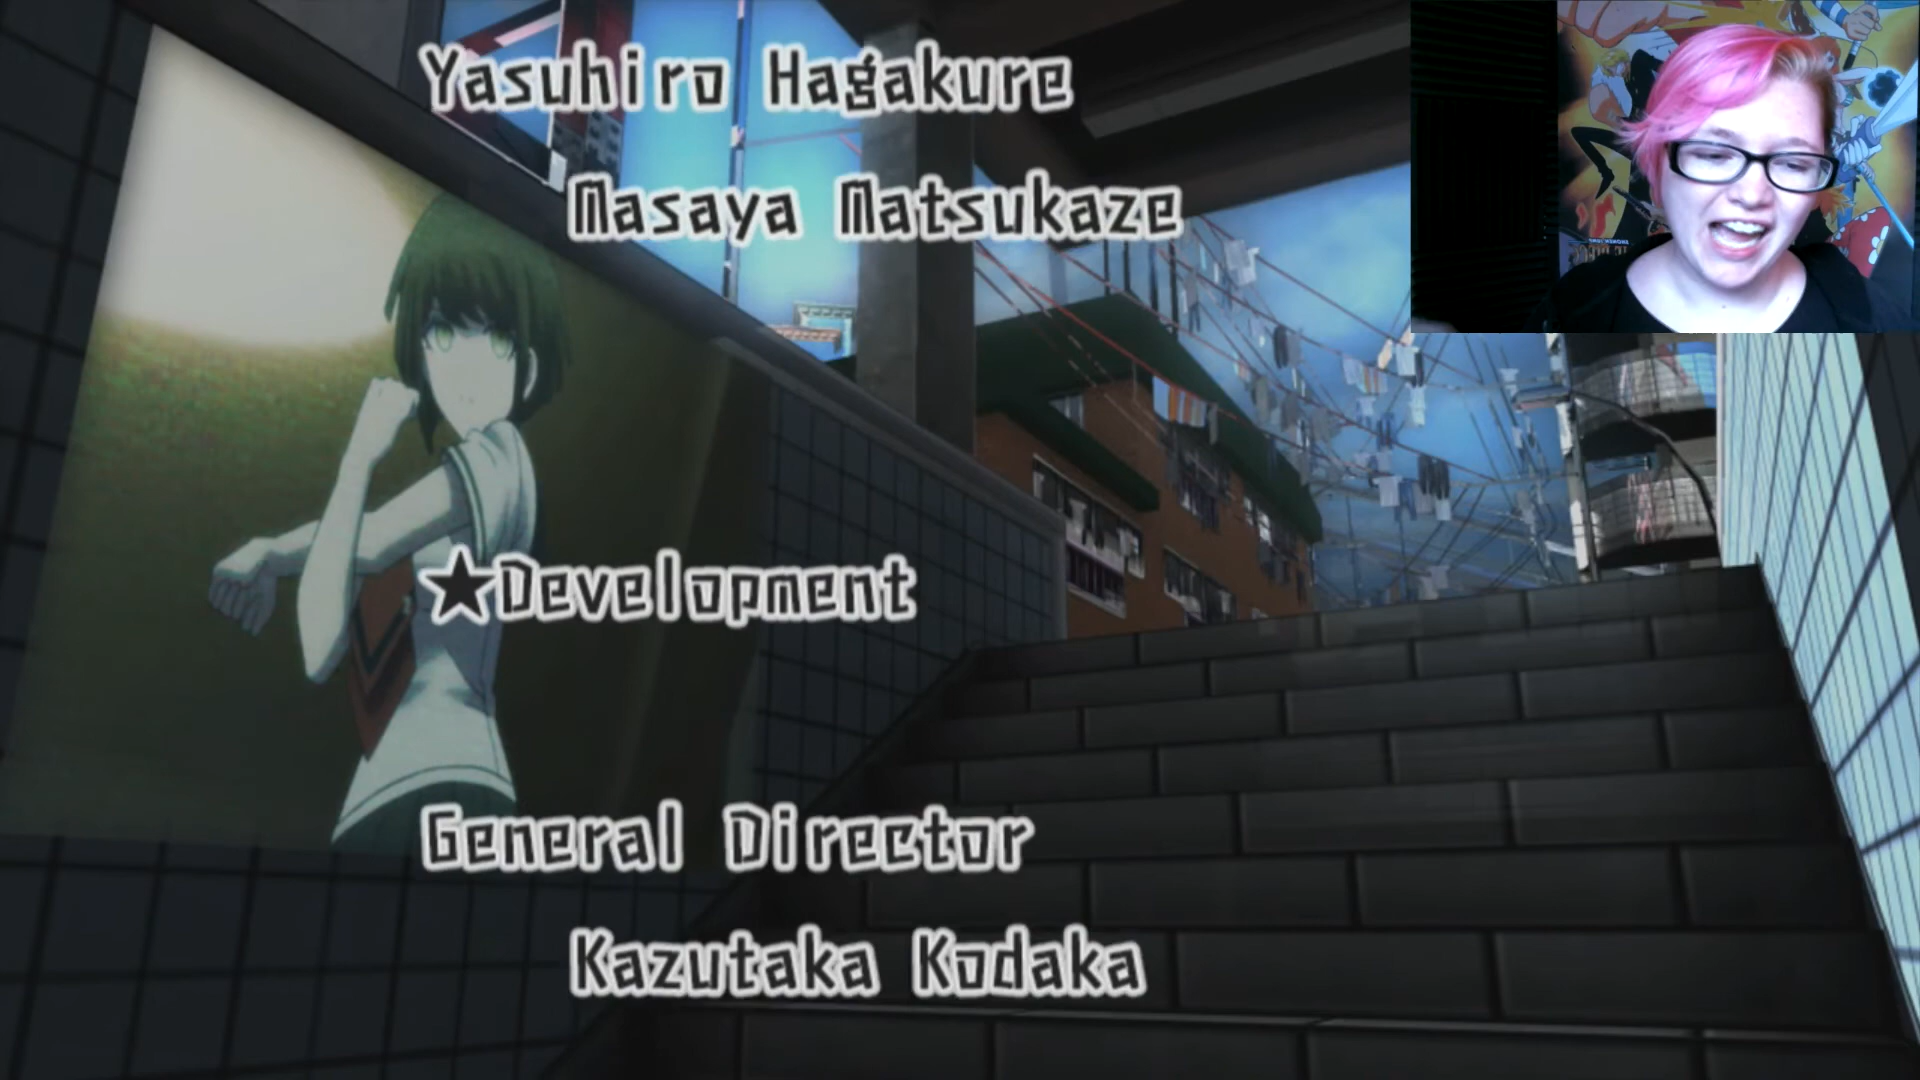 Yasuhiro Hagakure
Masaya Matsukaze
★Development
General Director
Kazutaka Kodaka